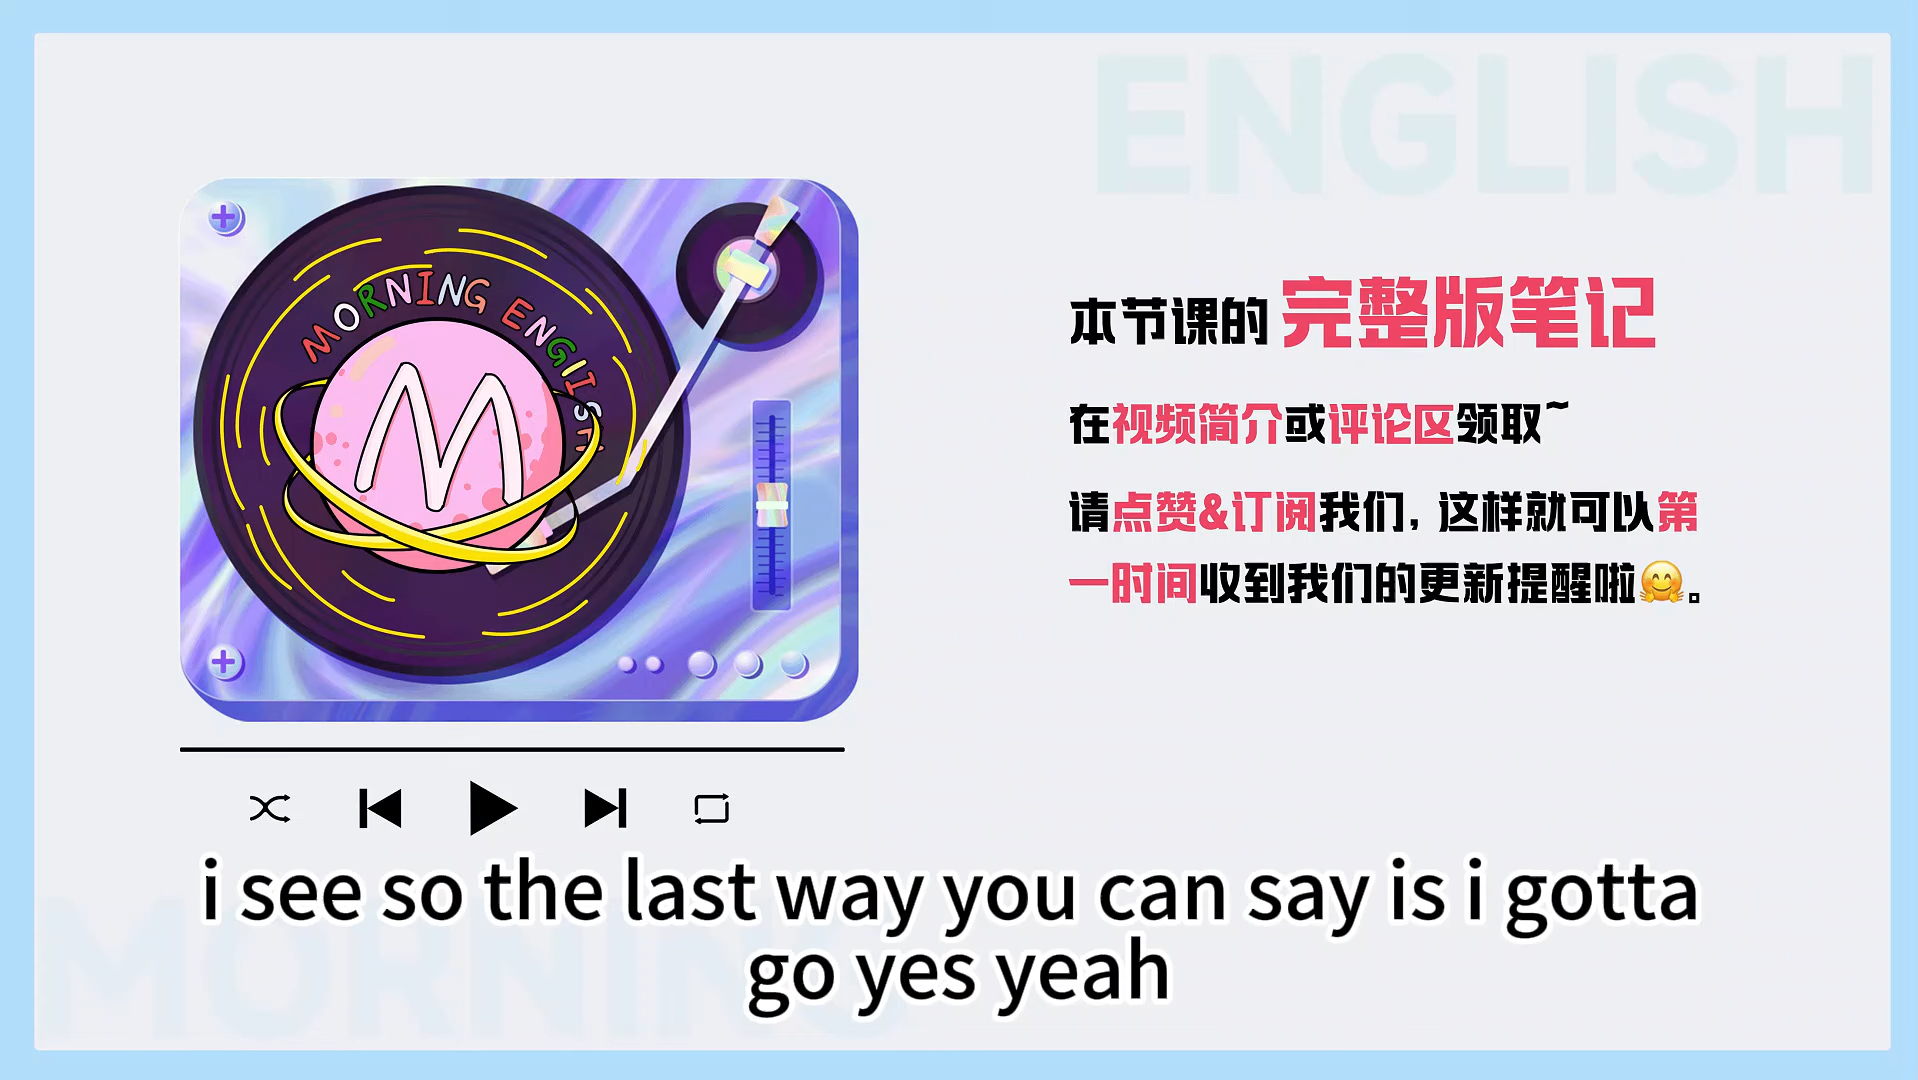 ENGLISH
MORNING ENGLISH
M
本节课的完整版笔记
在视频简介或评论区领取~
请点赞&订阅我们，这样就可以第
一时间收到我们的更新提醒啦🤗。
MORNING
i see so the last way you can say is i gotta
go yes yeah